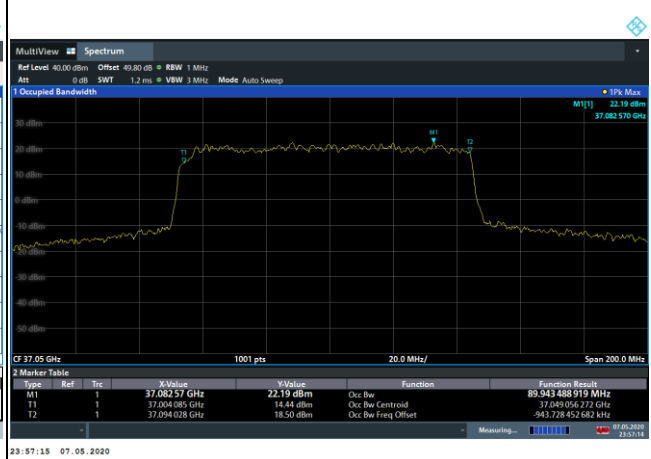 MultiView Spectrum
Ref Level 40.00 dBm Offset 49.80 dB RBW 1 MHz
Att 0 dB SWT 1.2 ms VBW 3 MHz Mode Auto Sweep
1 Occupied Bandwidth 1Pk Max
M1[1] 22.19 dBm
37.082 570 GHz
30 dBm
M1
T2
20 dBm
T1
10 dBm
0 dBm
-10 dBm
-20 dBm
-30 dBm
-40 dBm
-50 dBm
CF 37.05 GHz 1001 pts 20.0 MHz/ Span 200.0 MHz
2 Marker Table
Type Ref Trc X-Value Y-Value Function Function Result
M1 1 37.082 57 GHz 22.19 dBm Occ Bw 89.943 488 919 MHz
T1 1 37.004 085 GHz 14.44 dBm Occ Bw Centroid 37.049 056 272 GHz
T2 1 37.094 028 GHz 18.50 dBm Occ Bw Freq Offset -943.728 452 682 kHz
Measuring... 07.05.2020
23:57:14
23:57:15 07.05.2020